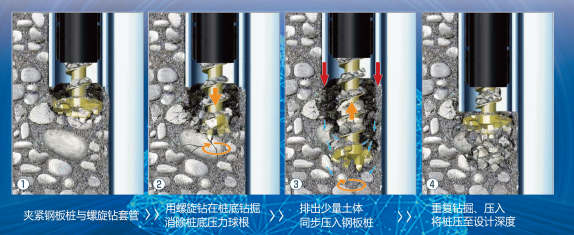 ①
②
③
④
夹紧钢板桩与螺旋钻套管
用螺旋钻在桩底钻掘
消除桩底压力球根
排出少量土体
同步压入钢板桩
重复钻掘、压入
将桩压至设计深度